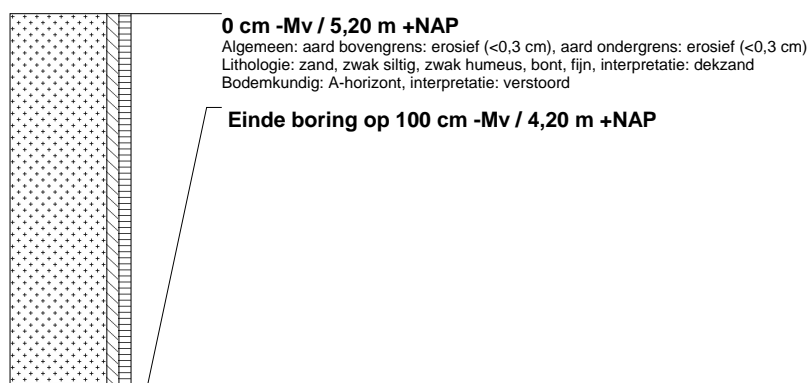 0 cm -Mv / 5,20 m +NAP
Algemeen: aard bovengrens: erosief (<0,3 cm), aard ondergrens: erosief (<0,3 cm)
Lithologie: zand, zwak siltig, zwak humeus, bont, fijn, interpretatie: dekzand
Bodemkundig: A-horizont, interpretatie: verstoord
Einde boring op 100 cm -Mv / 4,20 m +NAP